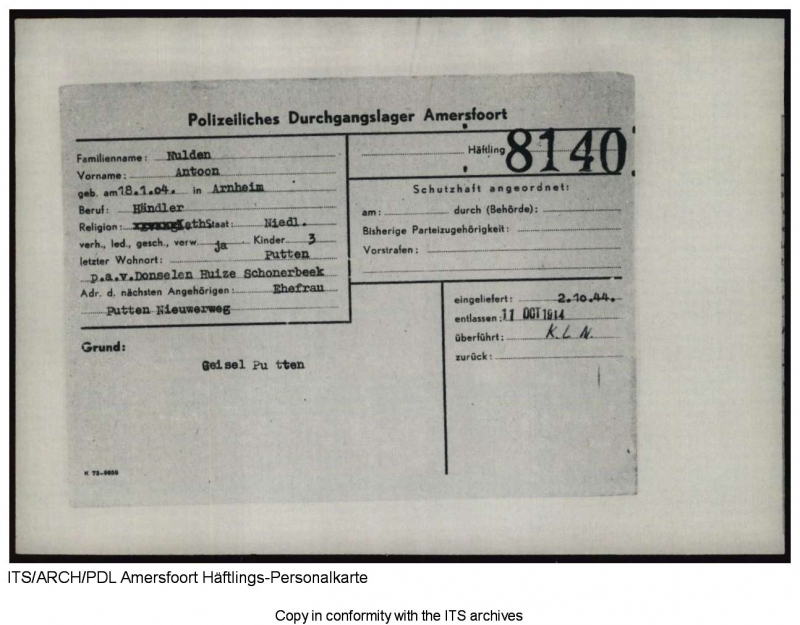 Polizeiliches Durchgangslager Amersfoort
Familienname: Nulden
Vorname: Antoon
geb. am 18.1.04. in Arnheim
Beruf: Händler
Religion: Kath Staat: Niedl.
verh., led., gesch., verw. ja Kinder 3
letzter Wohnort: Putten
p.a.v.Donselen Huize Schonerbeek
Adr. d. nächsten Angehörigen: Ehefrau
Putten Nieuwerweg
Häftling 8140
Schutzhaft angeordnet:
am: durch (Behörde):
Bisherige Parteizugehörigkeit:
Vorstrafen:
eingeliefert: 2.10.44.
entlassen: 11 OCT 1914
überführt: K. L. N.
zurück:
Grund:
Geisel Pu tten
ITS/ARCH/PDL Amersfoort Häftlings-Personalkarte
Copy in conformity with the ITS archives